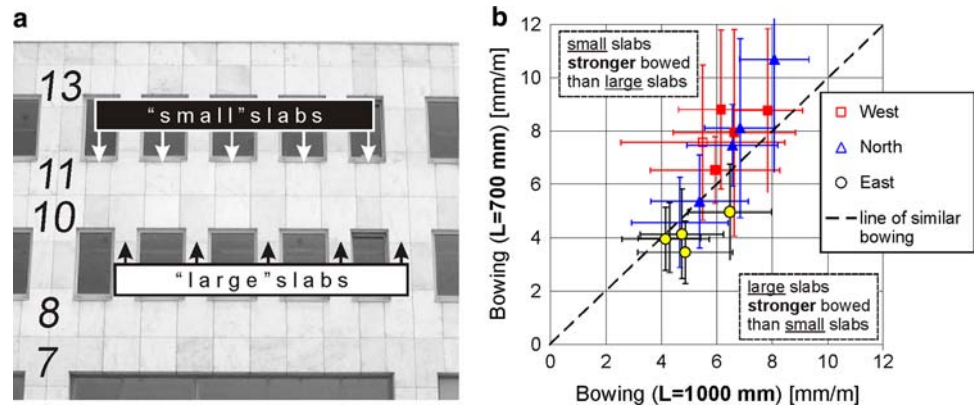 a
13
"small" slabs
11
10
"large" slabs
8
7
b
12
10
8
6
4
2
0
Bowing (L=700 mm) [mm/m]
small slabs
stronger bowed
than large slabs
large slabs
stronger bowed
than small slabs
0 2 4 6 8 10 12
Bowing (L=1000 mm) [mm/m]
West
North
East
line of similar
bowing